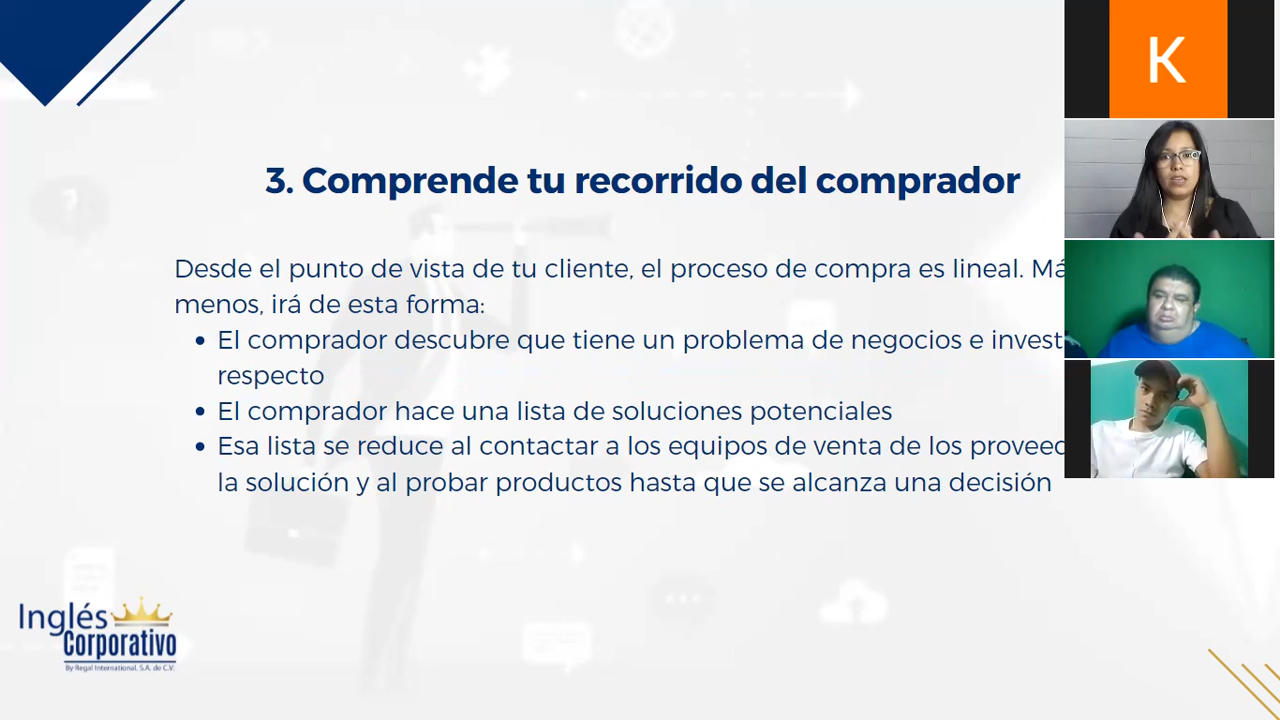 3. Comprende tu recorrido del comprador
Desde el punto de vista de tu cliente, el proceso de compra es lineal. Má
menos, irá de esta forma:
El comprador descubre que tiene un problema de negocios e invest
respecto
El comprador hace una lista de soluciones potenciales
Esa lista se reduce al contactar a los equipos de venta de los proveed
la solución y al probar productos hasta que se alcanza una decisión
Inglés
Corporativo
By Regal International, S.A. de C.V.
K